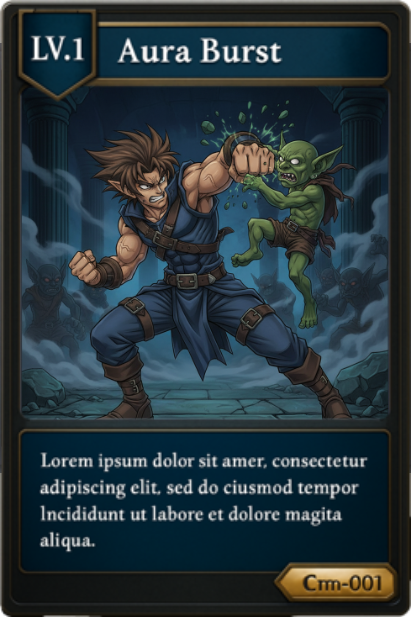 LV.1
Aura Burst
Lorem ipsum dolor sit amer, consectetur
adipiscing elit, sed do ciusmod tempor
Incididunt ut labore et dolore magita
aliqua.
Crm-001